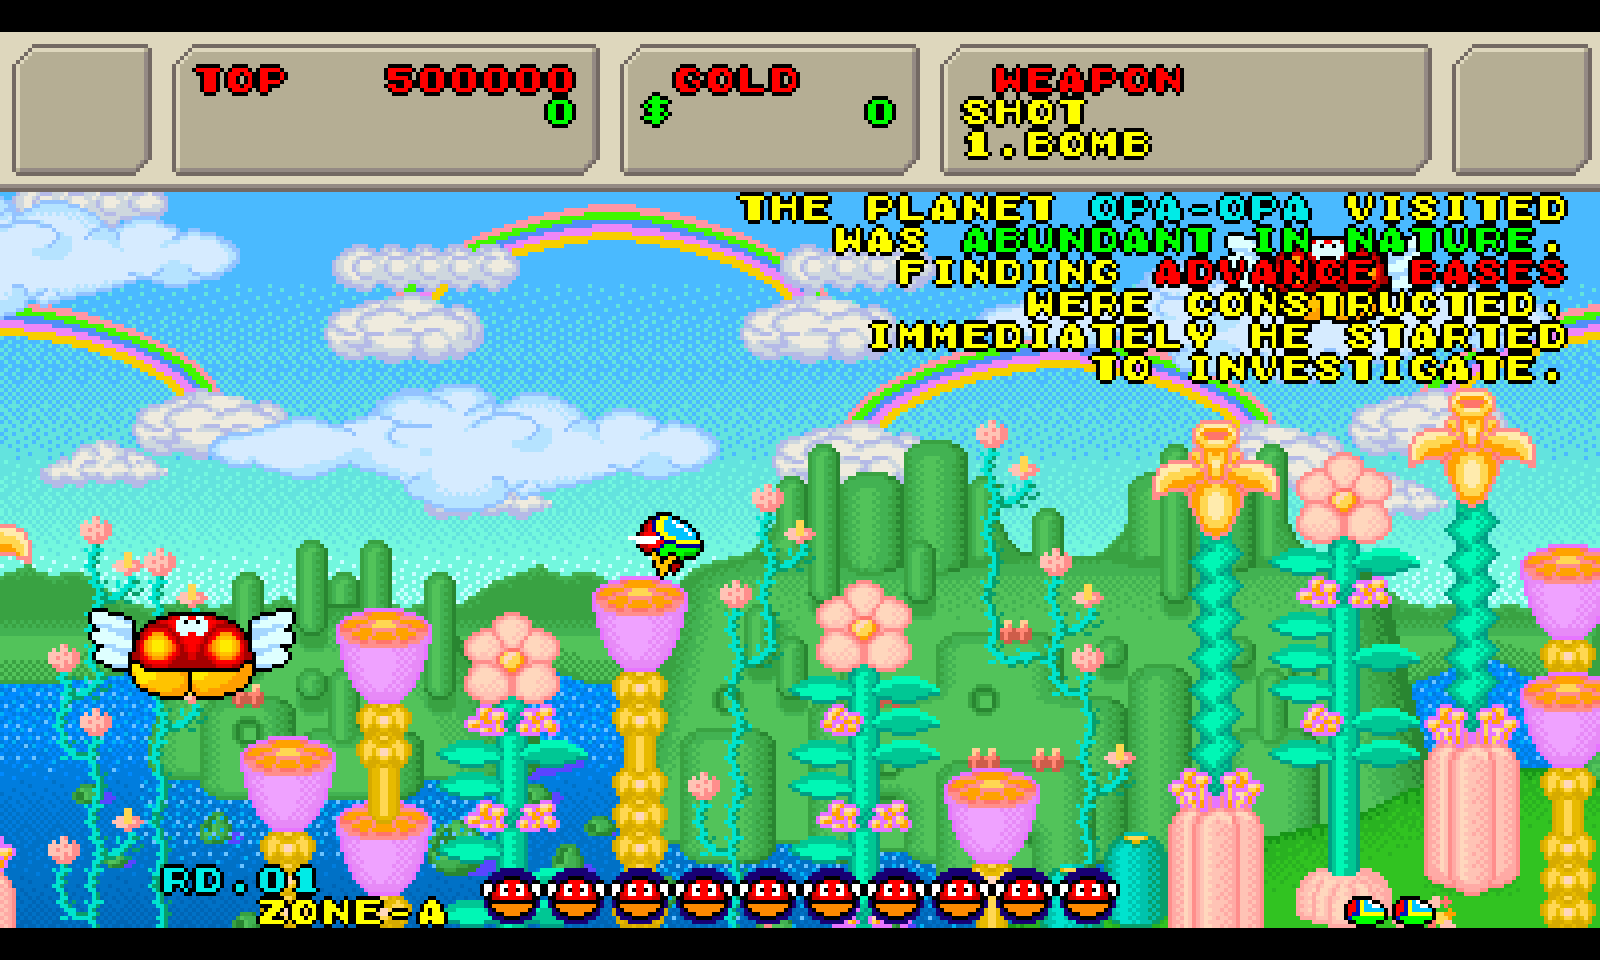 TOP 500000
0
GOLD
$ 0
WEAPON
SHOT
1.BOMB
THE PLANET OPA-OPA VISITED
WAS ABUNDANT IN NATURE.
FINDING ADVANCE BASES
WERE CONSTRUCTED,
IMMEDIATELY HE STARTED
TO INVESTIGATE.
RD.01
ZONE-A